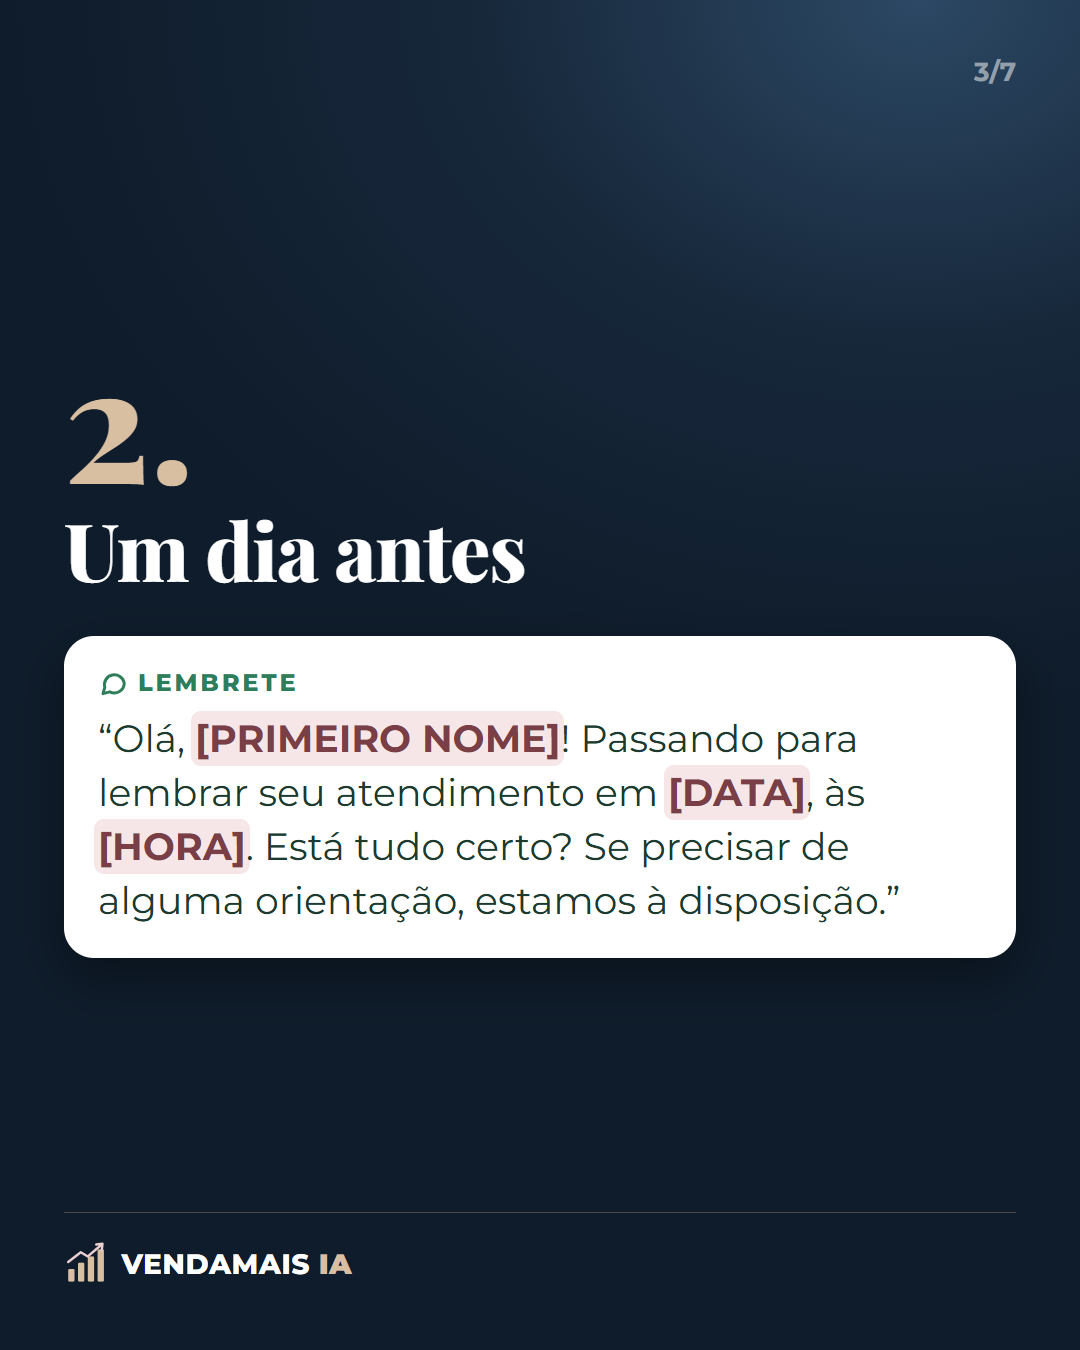 3/7
2.
Um dia antes
LEMBRETE
“Olá, [PRIMEIRO NOME]! Passando para
lembrar seu atendimento em [DATA], às
[HORA]. Está tudo certo? Se precisar de
alguma orientação, estamos à disposição.”
VENDAMAIS IA